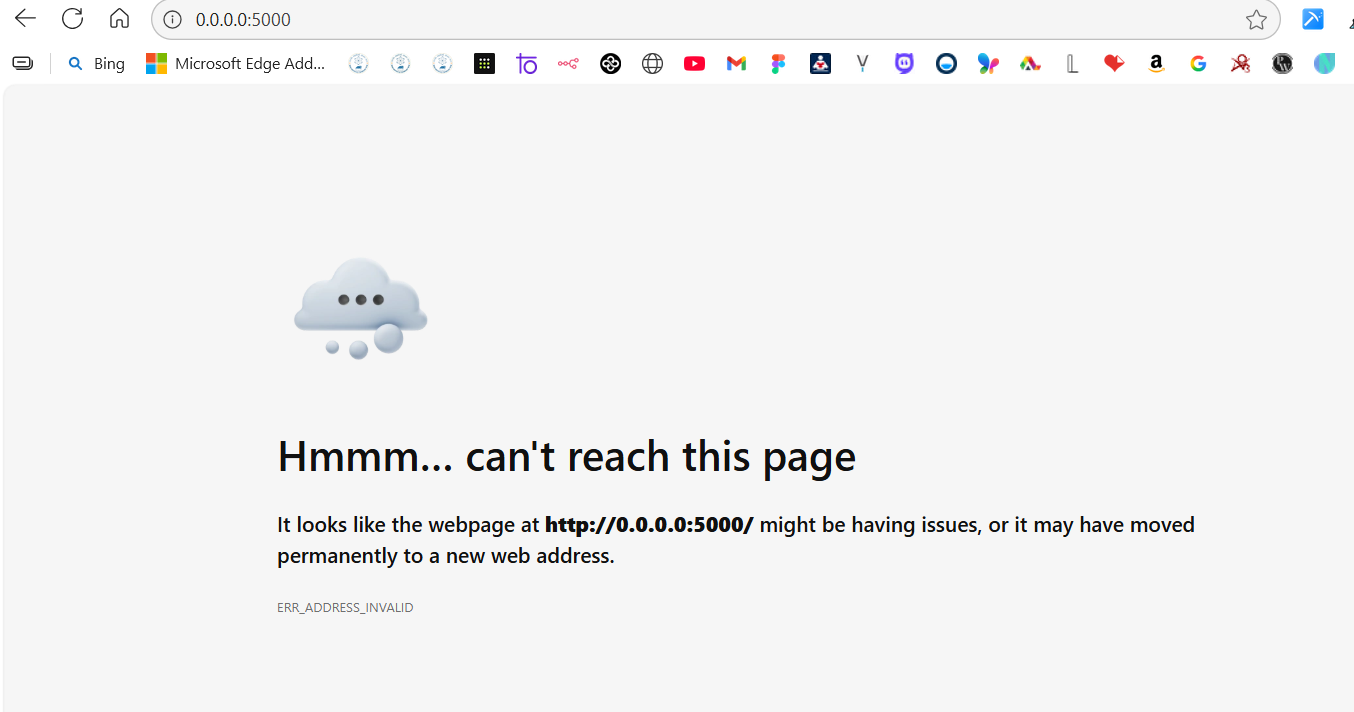 0.0.0.0:5000
Bing Microsoft Edge Add...
Hmmm... can't reach this page
It looks like the webpage at http://0.0.0.0:5000/ might be having issues, or it may have moved
permanently to a new web address.
ERR_ADDRESS_INVALID